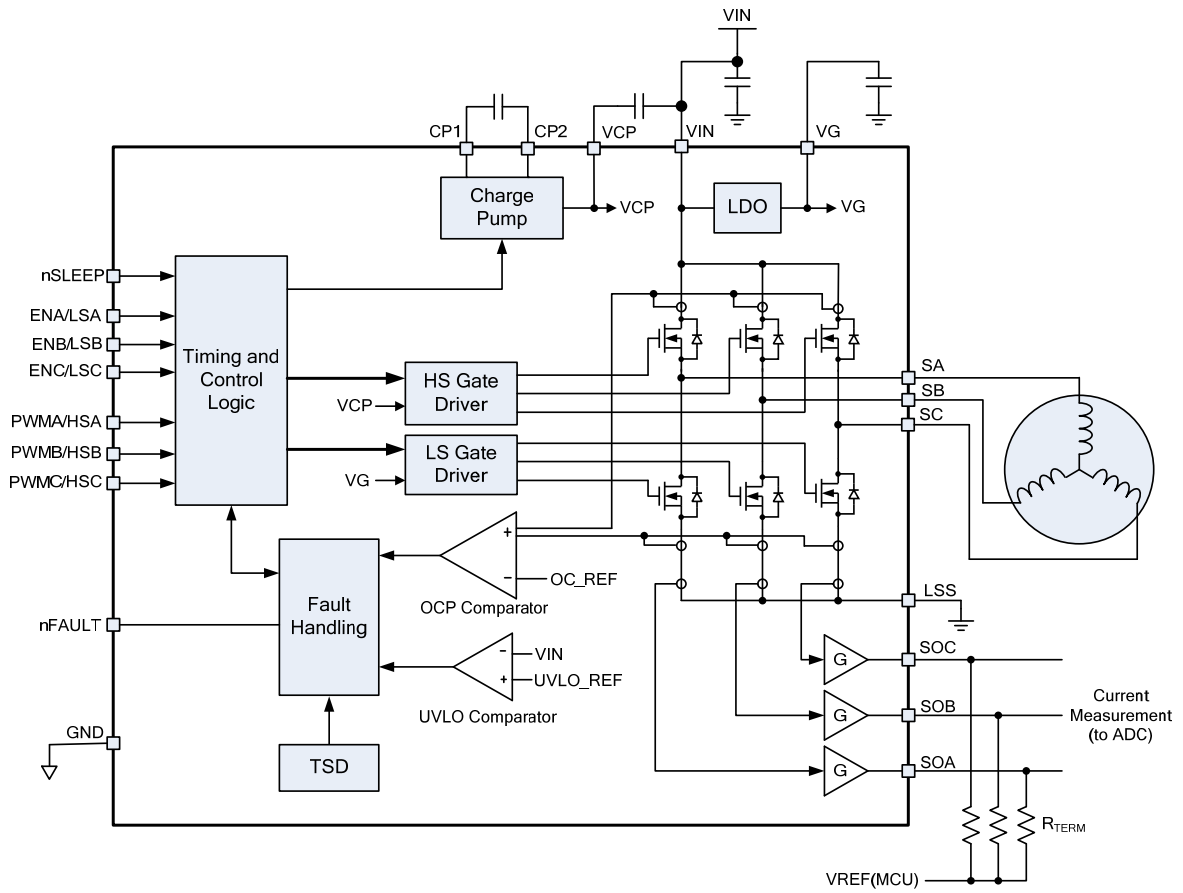 VIN
CP1
CP2
VCP
VIN
VG
Charge
Pump
VCP
LDO
VG
nSLEEP
ENA/LSA
ENB/LSB
ENC/LSC
PWMA/HSA
PWMB/HSB
PWMC/HSC
Timing and
Control
Logic
HS Gate
Driver
VCP
LS Gate
Driver
VG
SA
SB
SC
+
−
OC_REF
OCP Comparator
Fault
Handling
nFAULT
-
VIN
+
UVLO_REF
UVLO Comparator
LSS
G
SOC
G
SOB
G
SOA
Current
Measurement
(to ADC)
GND
TSD
RTERM
VREF(MCU)